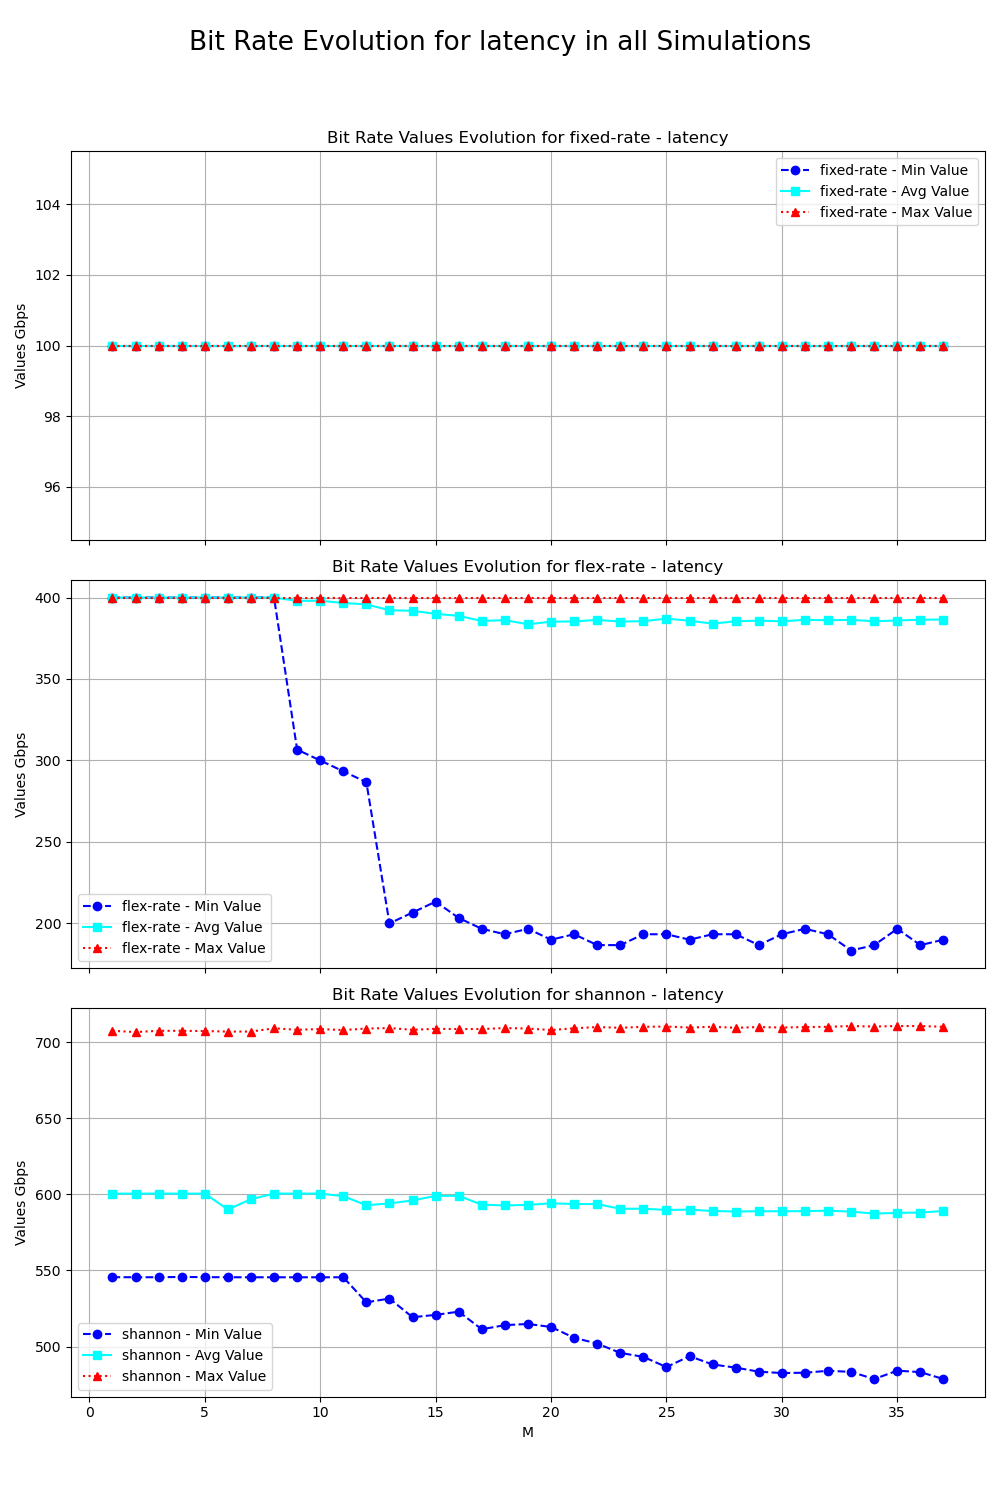 Bit Rate Evolution for latency in all Simulations
Bit Rate Values Evolution for fixed-rate - latency
fixed-rate - Min Value
fixed-rate - Avg Value
fixed-rate - Max Value
104
102
100
98
96
Values Gbps
Bit Rate Values Evolution for flex-rate - latency
400
350
300
250
200
Values Gbps
flex-rate - Min Value
flex-rate - Avg Value
flex-rate - Max Value
Bit Rate Values Evolution for shannon - latency
700
650
600
550
500
Values Gbps
shannon - Min Value
shannon - Avg Value
shannon - Max Value
0 5 10 15 20 25 30 35
M